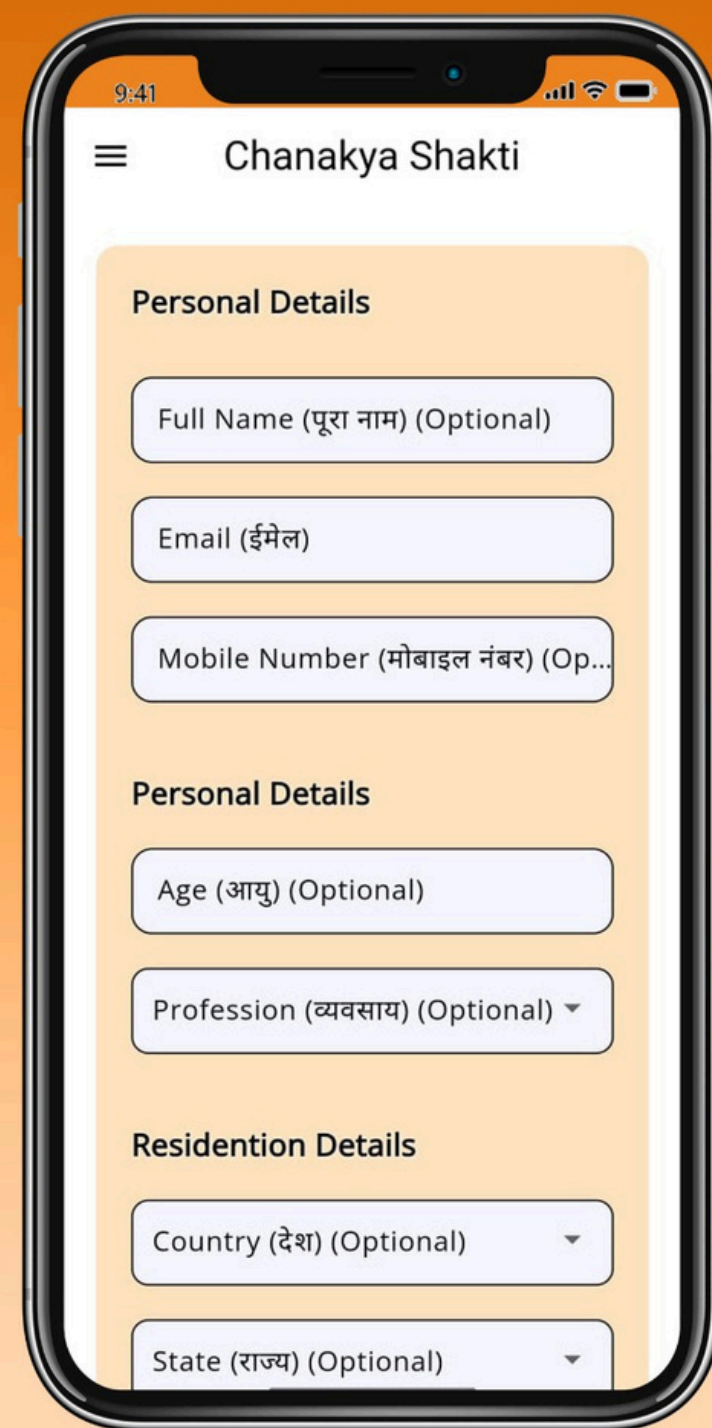 9:41
Chanakya Shakti
Personal Details
Full Name (पूरा नाम) (Optional)
Email (ईमेल)
Mobile Number (मोबाइल नंबर) (Op...
Personal Details
Age (आयु) (Optional)
Profession (व्यवसाय) (Optional)
Residention Details
Country (देश) (Optional)
State (राज्य) (Optional)